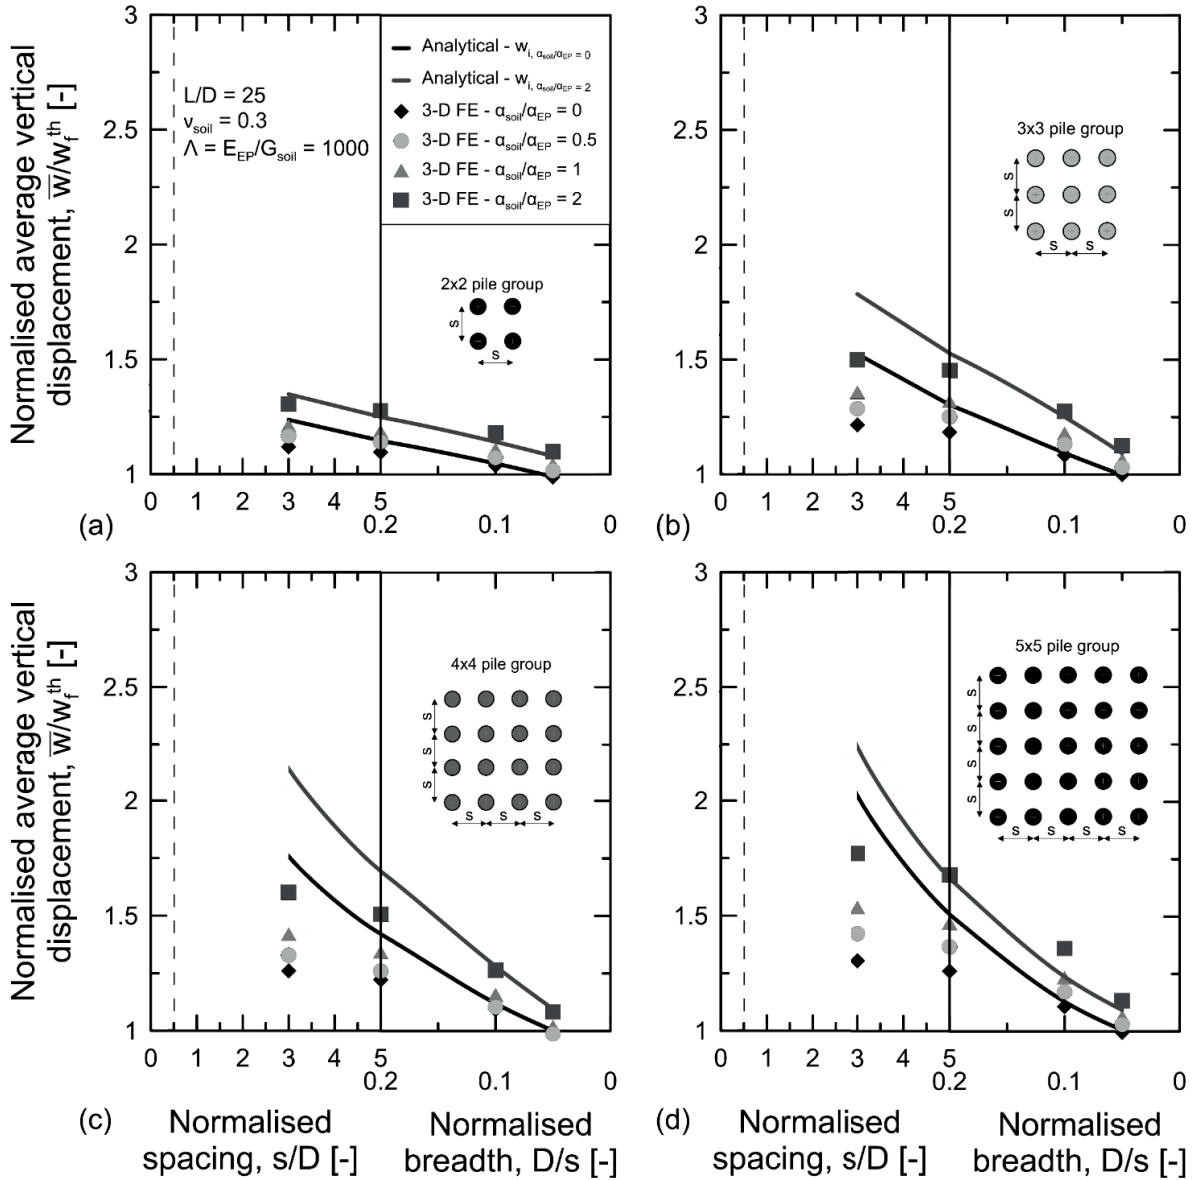 Normalised average vertical
displacement, w̅/w_f^th [-]
3
2.5
2
1.5
1
L/D = 25
ν_soil = 0.3
Λ = E_EP/G_soil = 1000
Analytical - w_i, α_soil/α_EP = 0
Analytical - w_i, α_soil/α_EP = 2
3-D FE - α_soil/α_EP = 0
3-D FE - α_soil/α_EP = 0.5
3-D FE - α_soil/α_EP = 1
3-D FE - α_soil/α_EP = 2
2x2 pile group
s
s
0 1 2 3 4 5
0.2 0.1 0
(a)
3
2.5
2
1.5
1
3x3 pile group
s
s
s s
0 1 2 3 4 5
0.2 0.1 0
(b)
Normalised average vertical
displacement, w̅/w_f^th [-]
3
2.5
2
1.5
1
4x4 pile group
s
s
s
s s s
0 1 2 3 4 5
0.2 0.1 0
(c)
Normalised
spacing, s/D [-]
Normalised
breadth, D/s [-]
3
2.5
2
1.5
1
5x5 pile group
s
s
s
s
s s s s
0 1 2 3 4 5
0.2 0.1 0
(d)
Normalised
spacing, s/D [-]
Normalised
breadth, D/s [-]